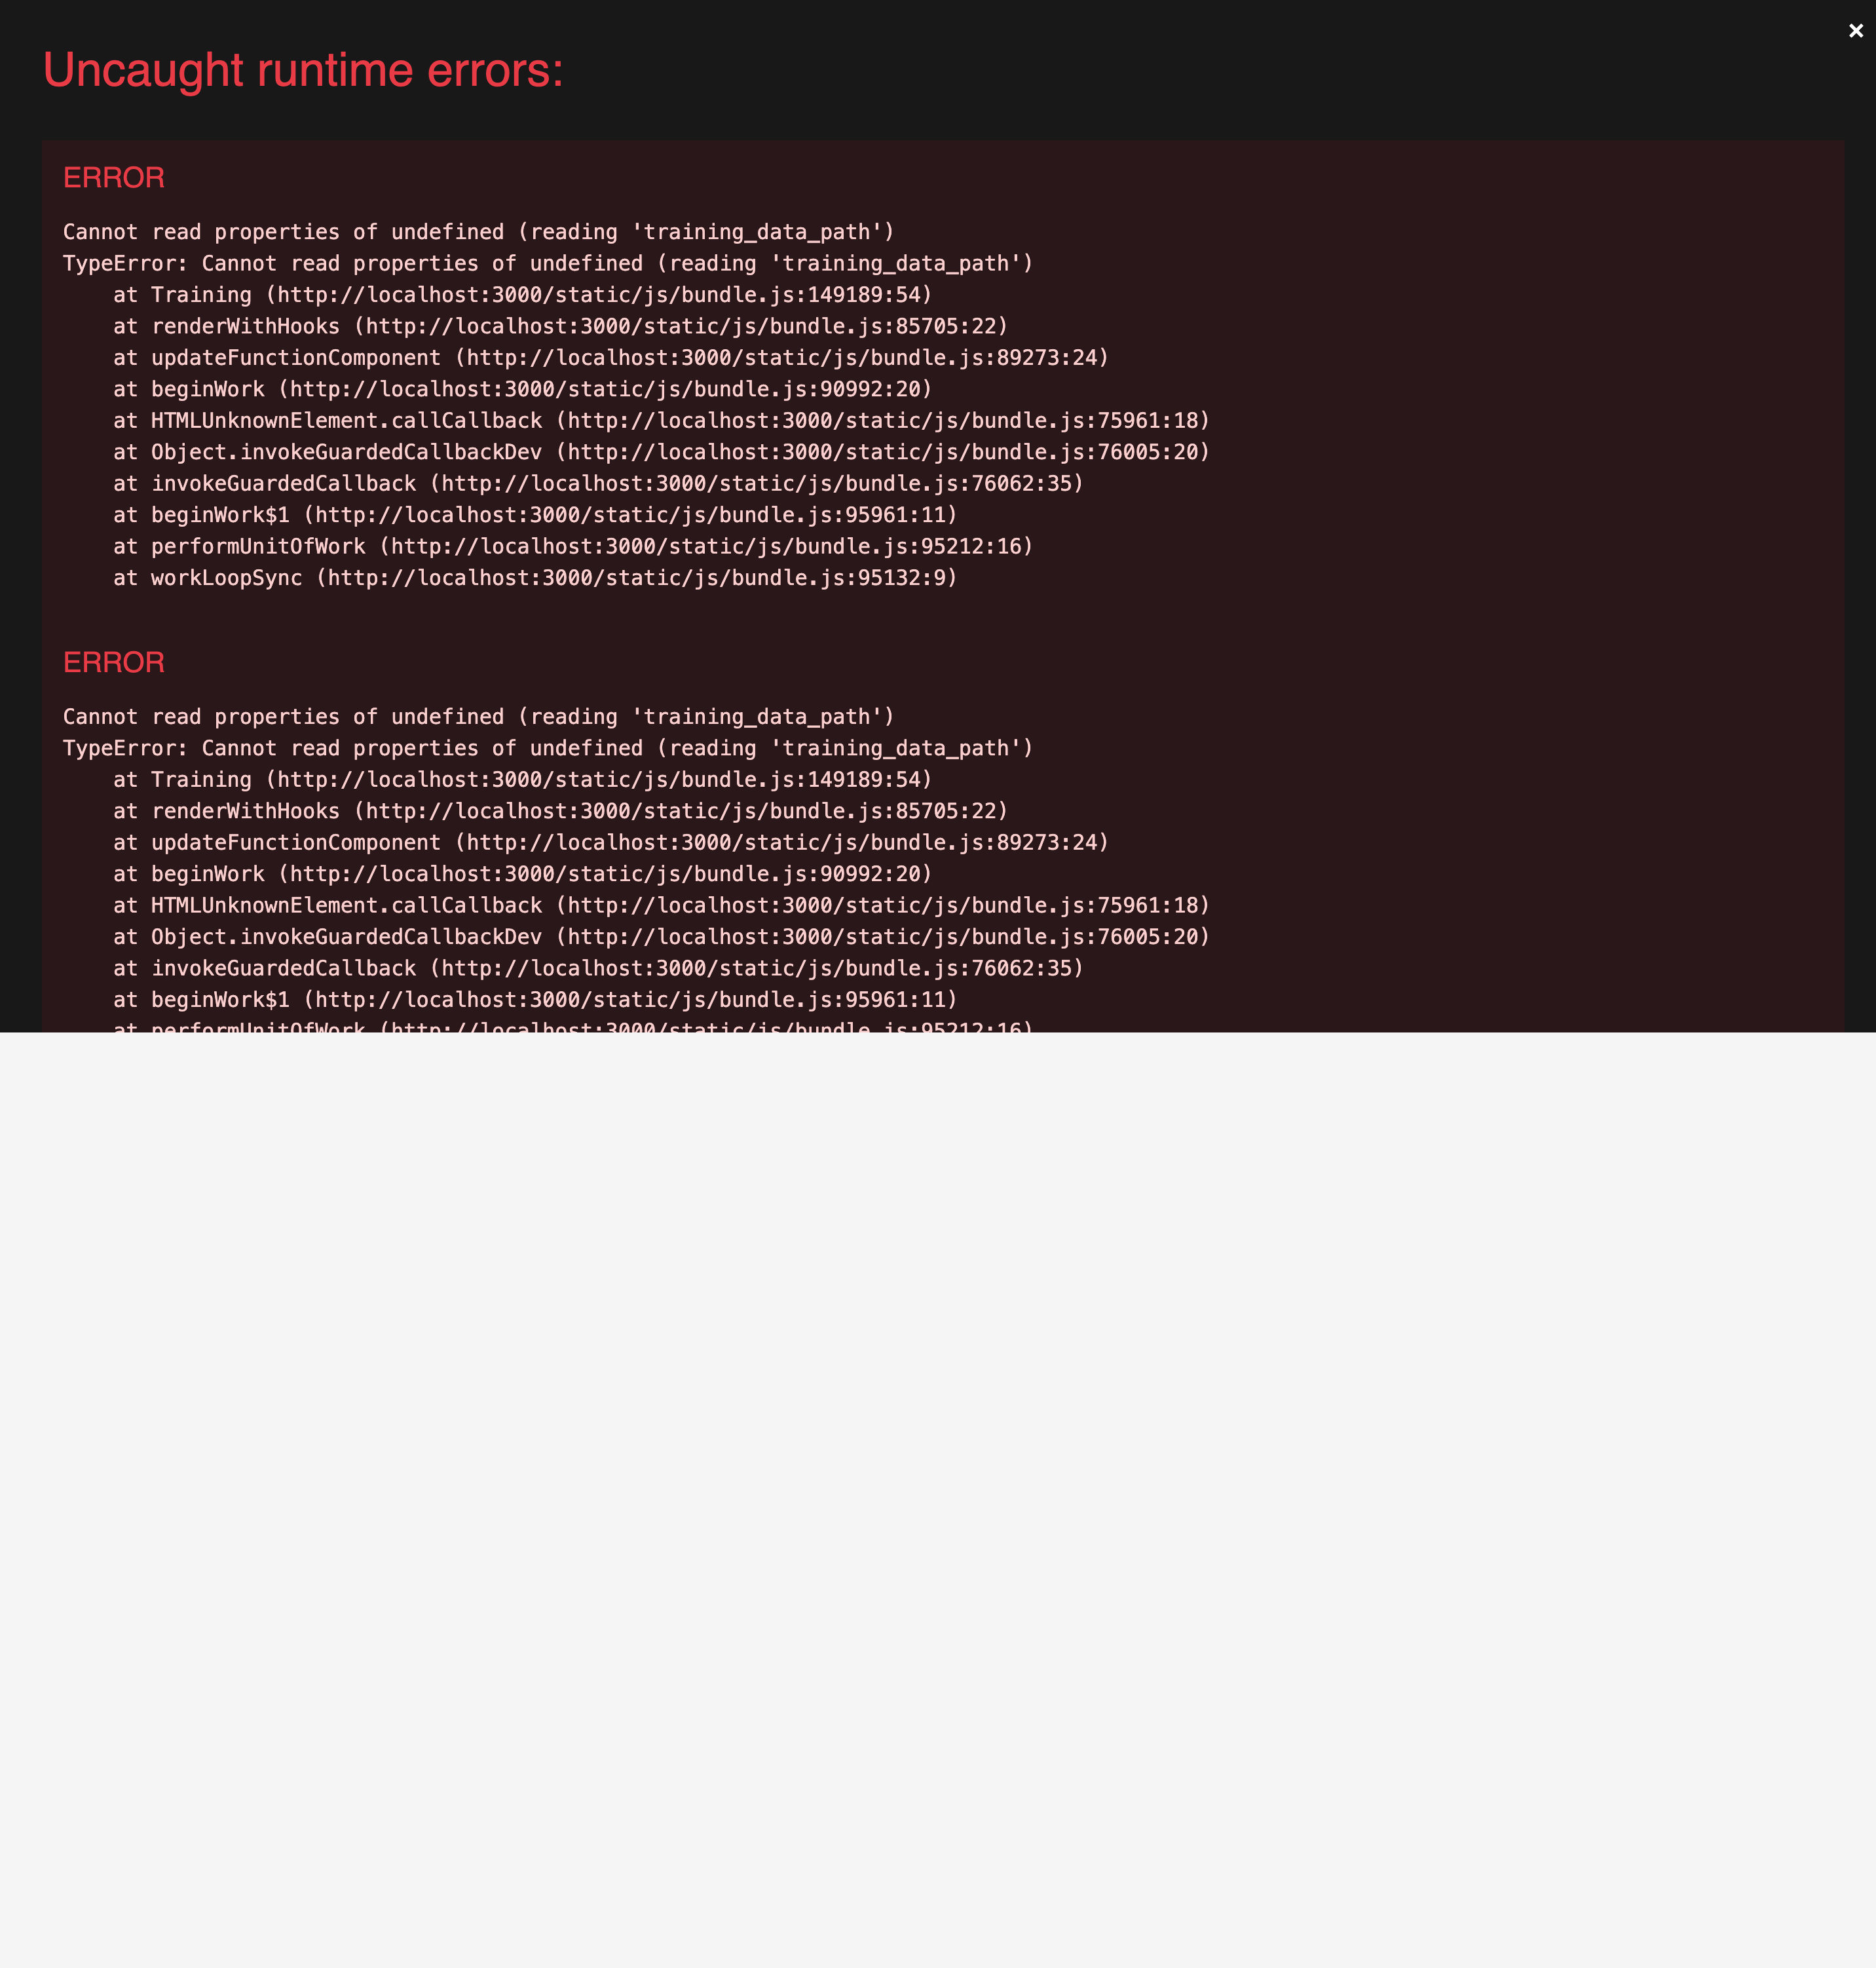 ×
Uncaught runtime errors:
ERROR
Cannot read properties of undefined (reading 'training_data_path')
TypeError: Cannot read properties of undefined (reading 'training_data_path')
    at Training (http://localhost:3000/static/js/bundle.js:149189:54)
    at renderWithHooks (http://localhost:3000/static/js/bundle.js:85705:22)
    at updateFunctionComponent (http://localhost:3000/static/js/bundle.js:89273:24)
    at beginWork (http://localhost:3000/static/js/bundle.js:90992:20)
    at HTMLUnknownElement.callCallback (http://localhost:3000/static/js/bundle.js:75961:18)
    at Object.invokeGuardedCallbackDev (http://localhost:3000/static/js/bundle.js:76005:20)
    at invokeGuardedCallback (http://localhost:3000/static/js/bundle.js:76062:35)
    at beginWork$1 (http://localhost:3000/static/js/bundle.js:95961:11)
    at performUnitOfWork (http://localhost:3000/static/js/bundle.js:95212:16)
    at workLoopSync (http://localhost:3000/static/js/bundle.js:95132:9)
ERROR
Cannot read properties of undefined (reading 'training_data_path')
TypeError: Cannot read properties of undefined (reading 'training_data_path')
    at Training (http://localhost:3000/static/js/bundle.js:149189:54)
    at renderWithHooks (http://localhost:3000/static/js/bundle.js:85705:22)
    at updateFunctionComponent (http://localhost:3000/static/js/bundle.js:89273:24)
    at beginWork (http://localhost:3000/static/js/bundle.js:90992:20)
    at HTMLUnknownElement.callCallback (http://localhost:3000/static/js/bundle.js:75961:18)
    at Object.invokeGuardedCallbackDev (http://localhost:3000/static/js/bundle.js:76005:20)
    at invokeGuardedCallback (http://localhost:3000/static/js/bundle.js:76062:35)
    at beginWork$1 (http://localhost:3000/static/js/bundle.js:95961:11)
    at performUnitOfWork (http://localhost:3000/static/js/bundle.js:95212:16)